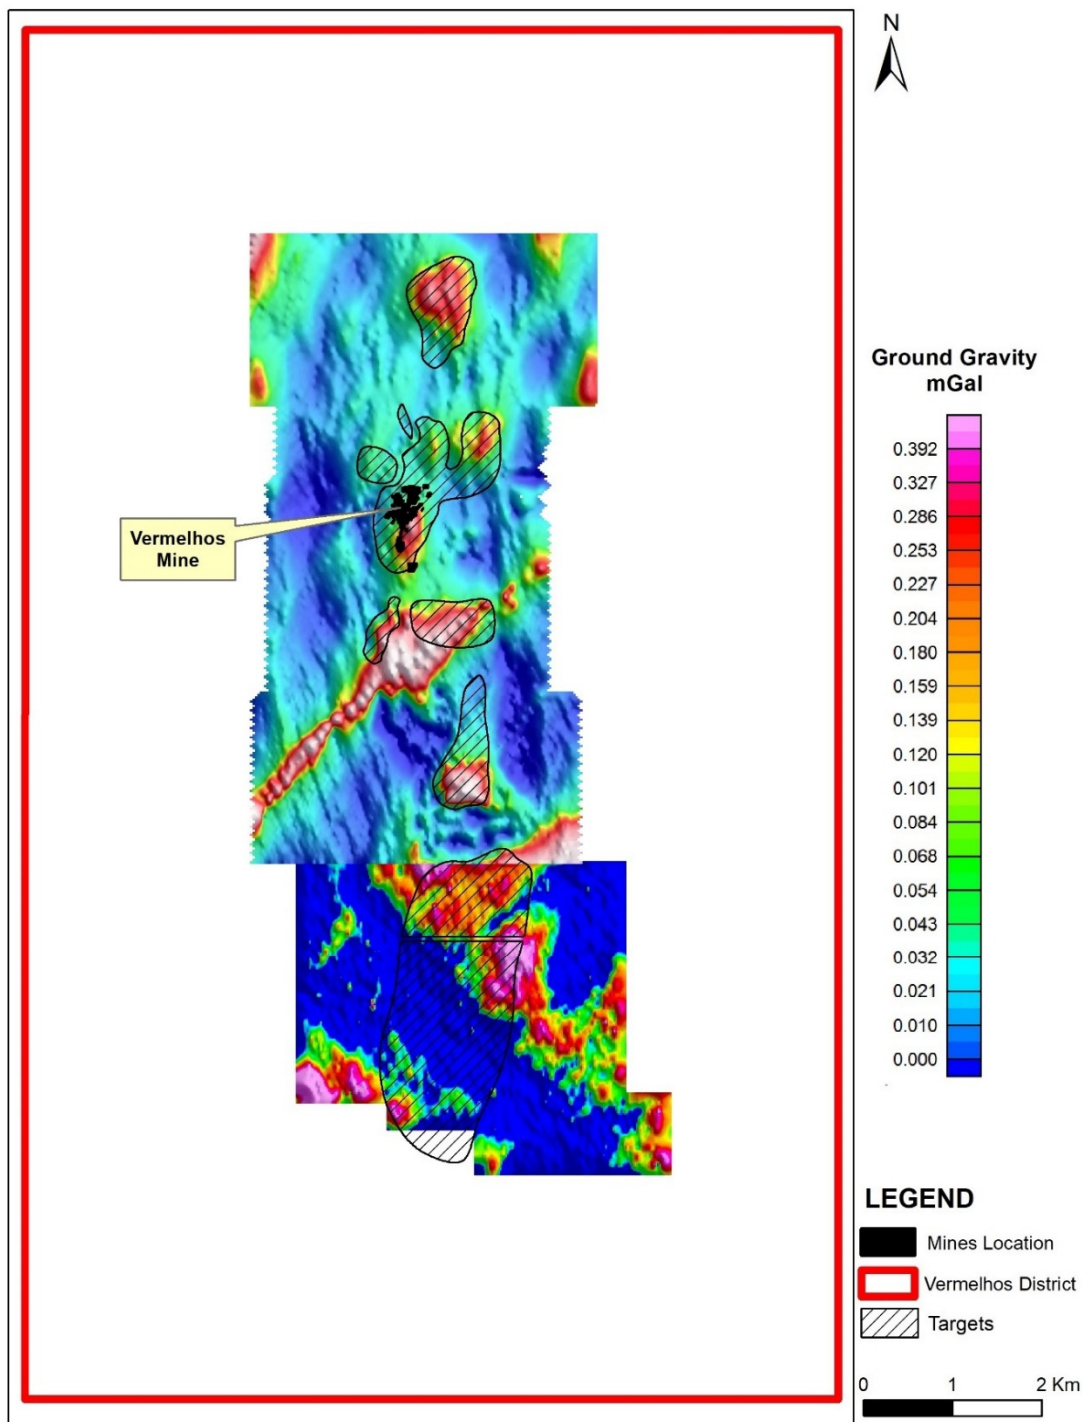 N
Ground Gravity
mGal
0.392
0.327
0.286
0.253
0.227
0.204
0.180
0.159
0.139
0.120
0.101
0.084
0.068
0.054
0.043
0.032
0.021
0.010
0.000
Vermelhos
Mine
LEGEND
Mines Location
Vermelhos District
Targets
0 1 2 Km